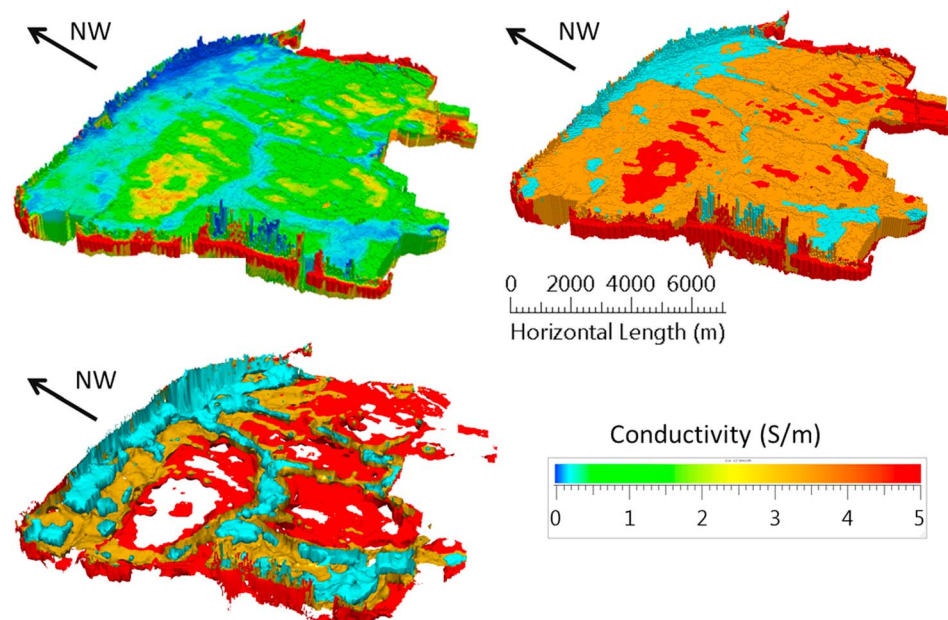 NW
NW
0 2000 4000 6000
Horizontal Length (m)
NW
Conductivity (S/m)
0 1 2 3 4 5